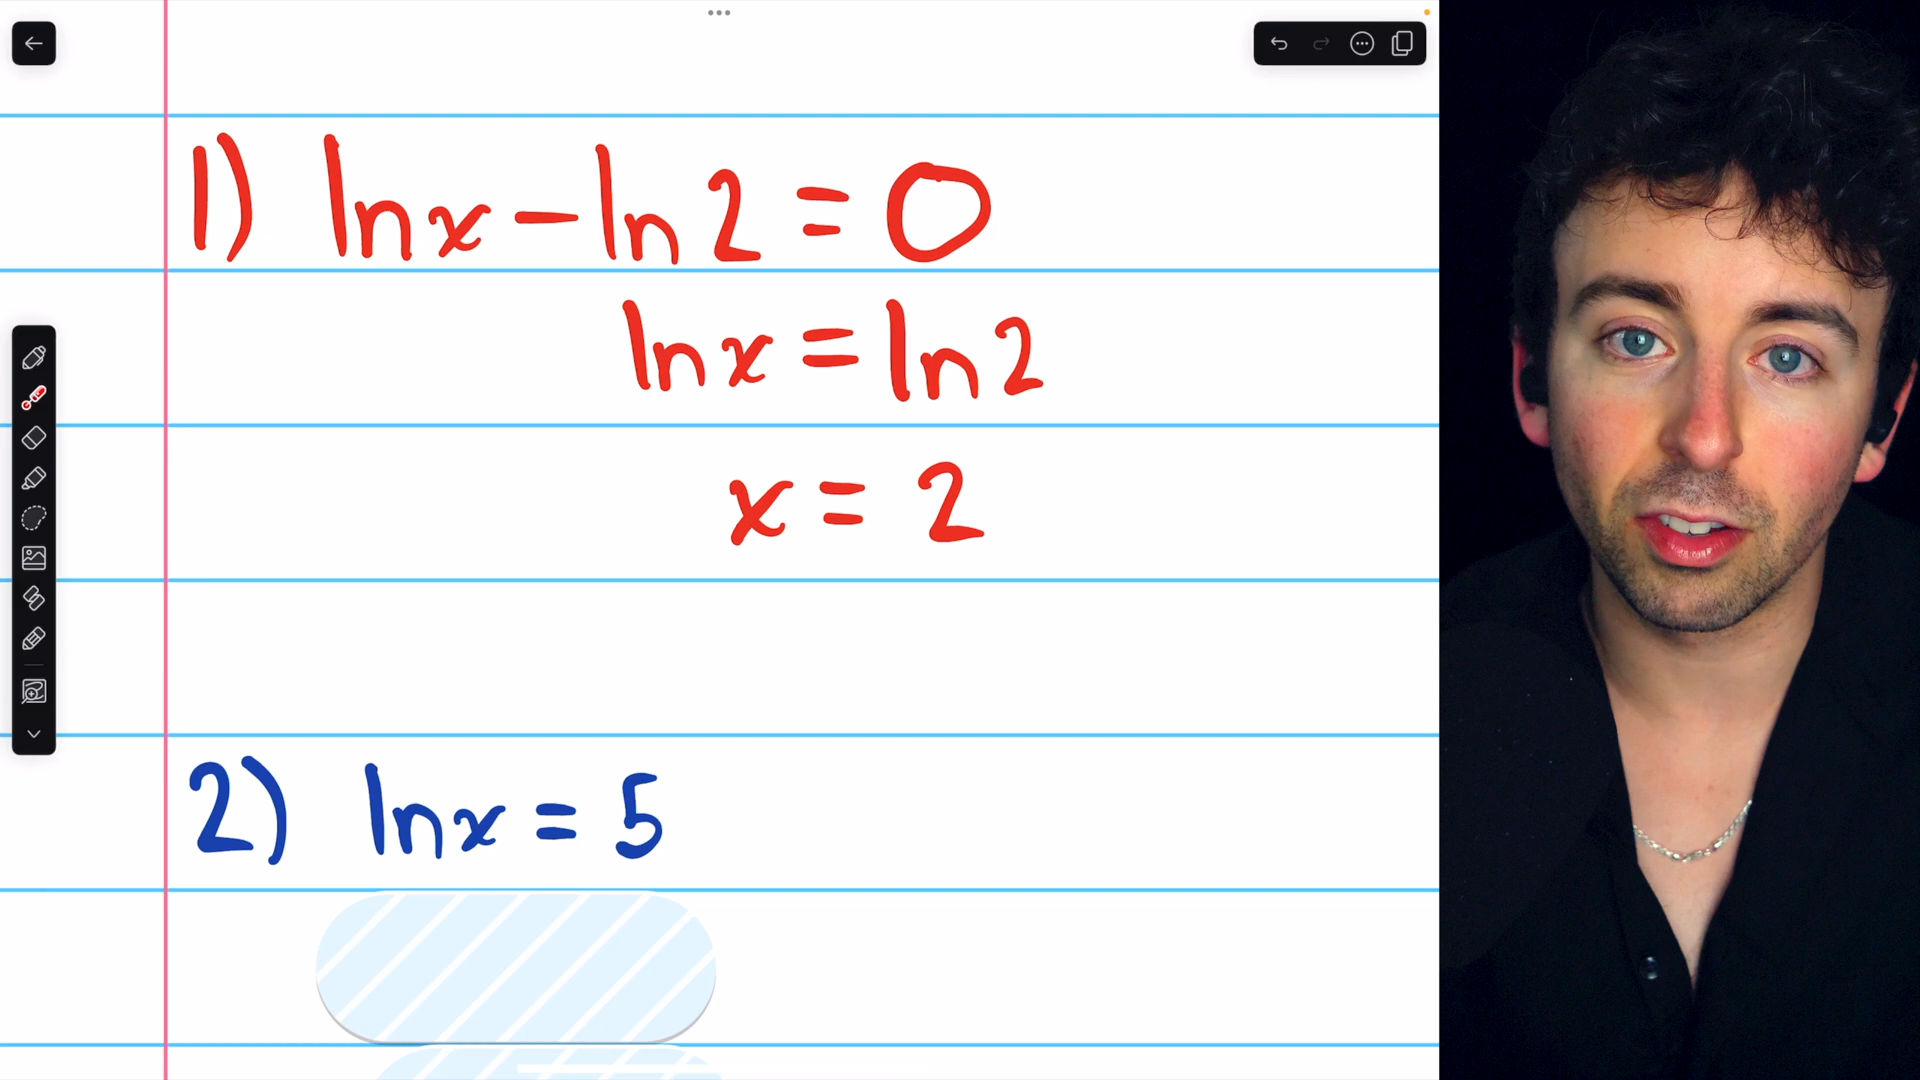 1) ln x - ln 2 = 0
ln x = ln 2
x = 2
2) ln x = 5